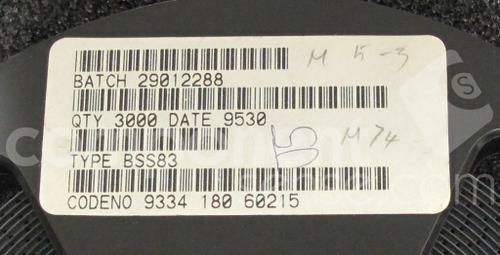 M 5-3
BATCH 29012288
QTY 3000 DATE 9530
M74
TYPE BSS83
CODENO 9334 180 60215